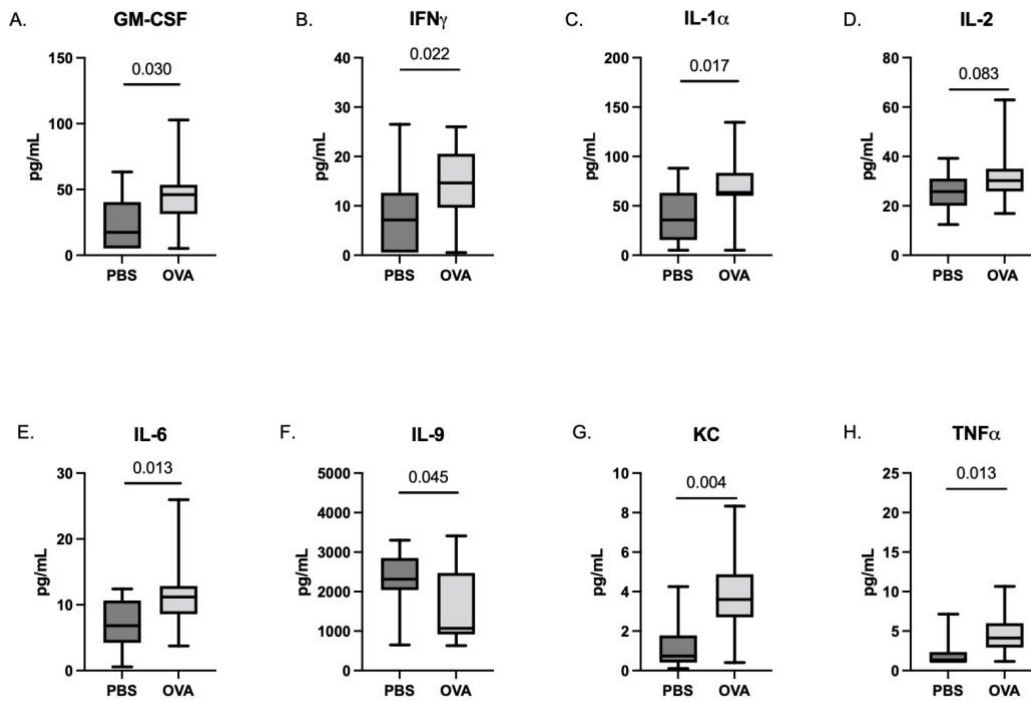 A. GM-CSF
150
100
50
0
pg/mL
0.030
PBS OVA
B. IFNγ
40
30
20
10
0
pg/mL
0.022
PBS OVA
C. IL-1α
200
150
100
50
0
pg/mL
0.017
PBS OVA
D. IL-2
80
60
40
20
0
pg/mL
0.083
PBS OVA
E. IL-6
30
20
10
0
pg/mL
0.013
PBS OVA
F. IL-9
5000
4000
3000
2000
1000
0
pg/mL
0.045
PBS OVA
G. KC
10
8
6
4
2
0
pg/mL
0.004
PBS OVA
H. TNFα
25
20
15
10
5
0
pg/mL
0.013
PBS OVA